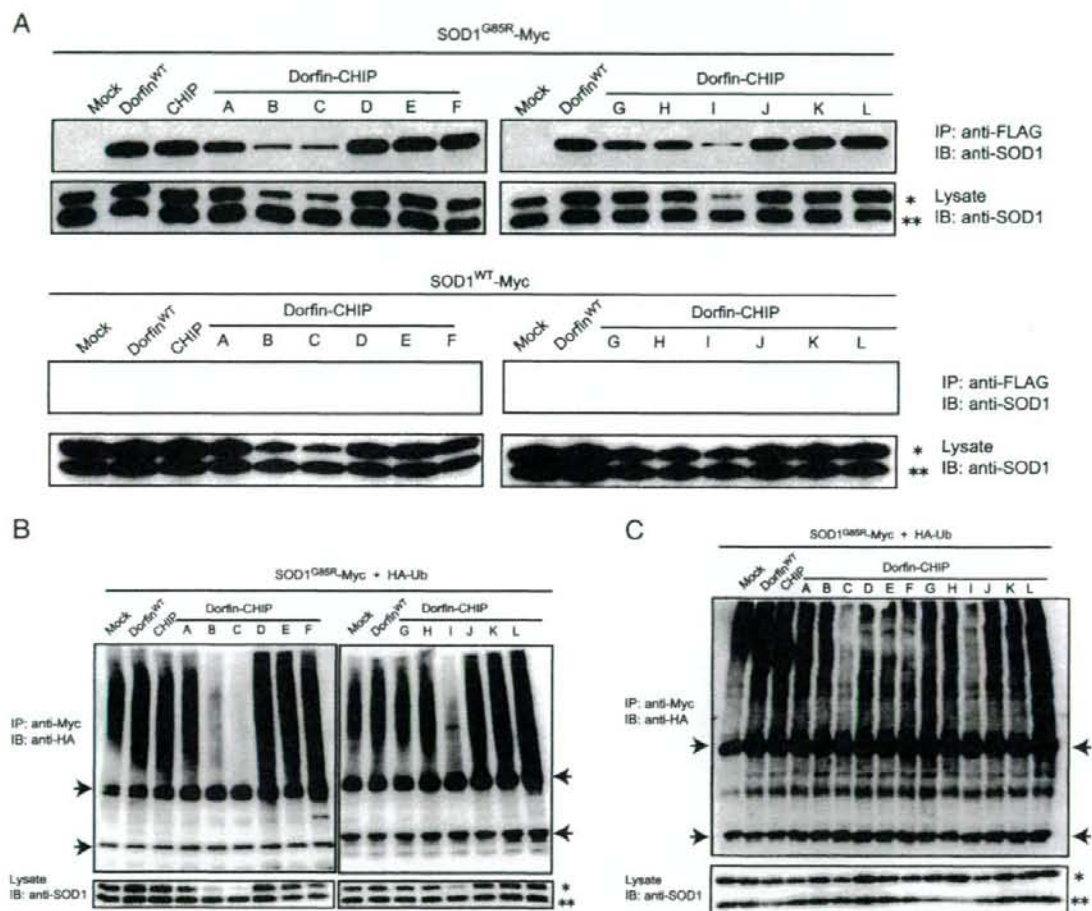 A
SOD1G85R-Myc
Mock DorfinWT CHIP Dorfin-CHIP Mock DorfinWT Dorfin-CHIP
A B C D E F G H I J K L
IP: anti-FLAG
IB: anti-SOD1
* Lysate
** IB: anti-SOD1
SOD1WT-Myc
Mock DorfinWT CHIP Dorfin-CHIP Mock DorfinWT Dorfin-CHIP
A B C D E F G H I J K L
IP: anti-FLAG
IB: anti-SOD1
* Lysate
** IB: anti-SOD1
B
SOD1G85R-Myc + HA-Ub
Mock DorfinWT CHIP Dorfin-CHIP Mock DorfinWT Dorfin-CHIP
A B C D E F G H I J K L
IP: anti-Myc
IB: anti-HA
Lysate *
IB: anti-SOD1 **
C
SOD1G85R-Myc + HA-Ub
Mock DorfinWT CHIP Dorfin-CHIP
A B C D E F G H I J K L
IP: anti-Myc
IB: anti-HA
Lysate *
IB: anti-SOD1 **